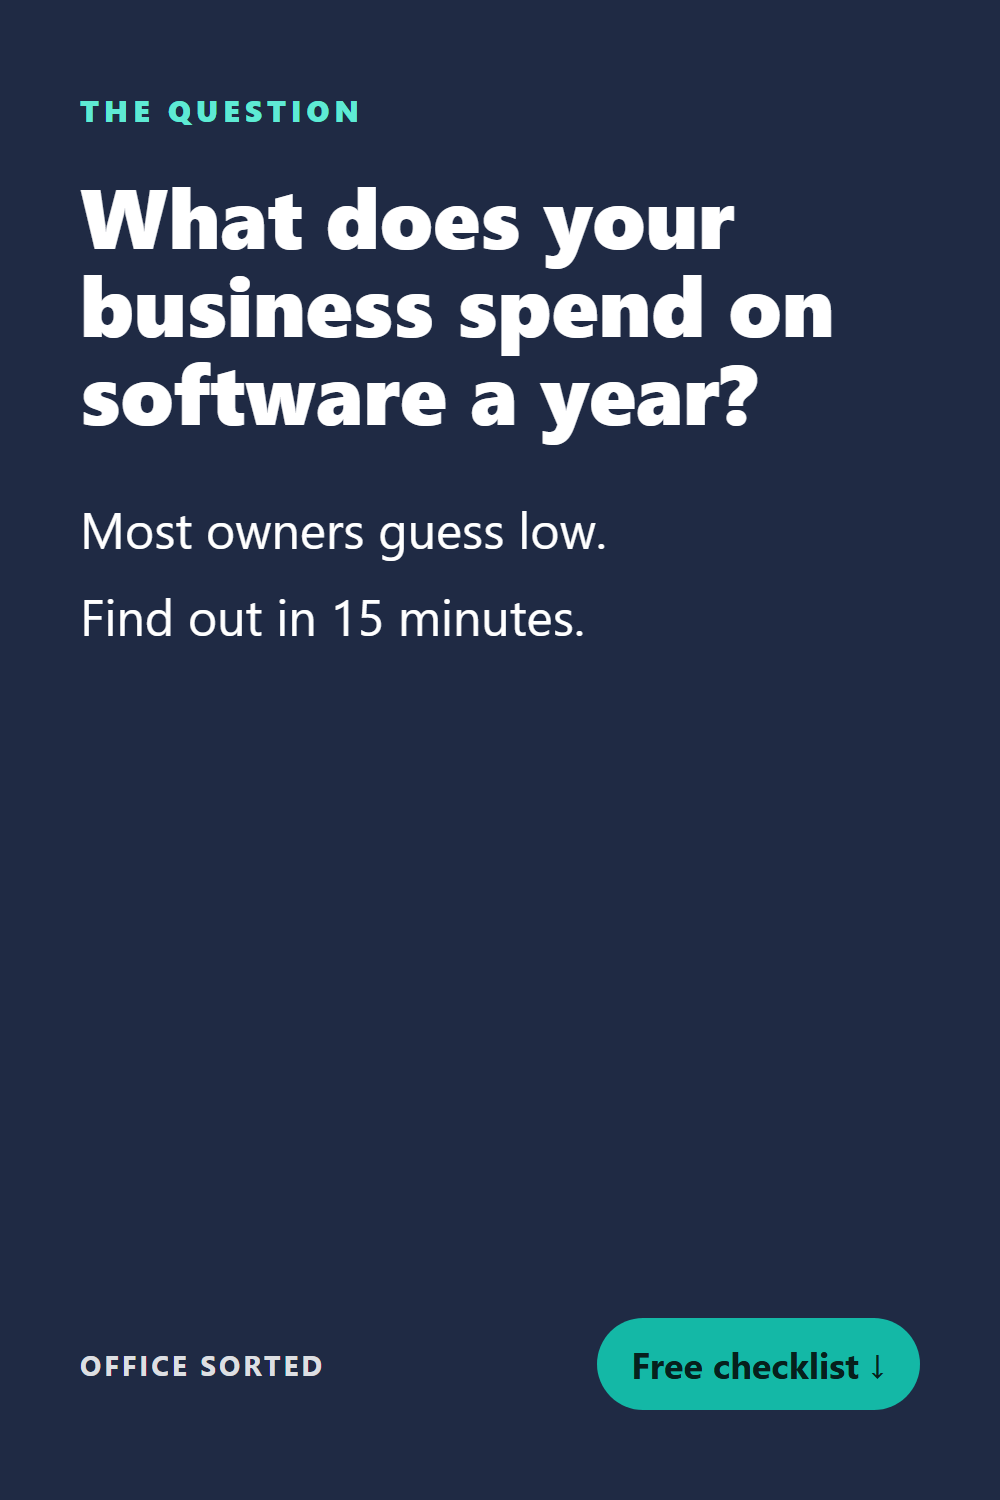 THE QUESTION
What does your
business spend on
software a year?
Most owners guess low.
Find out in 15 minutes.
OFFICE SORTED
Free checklist ↓